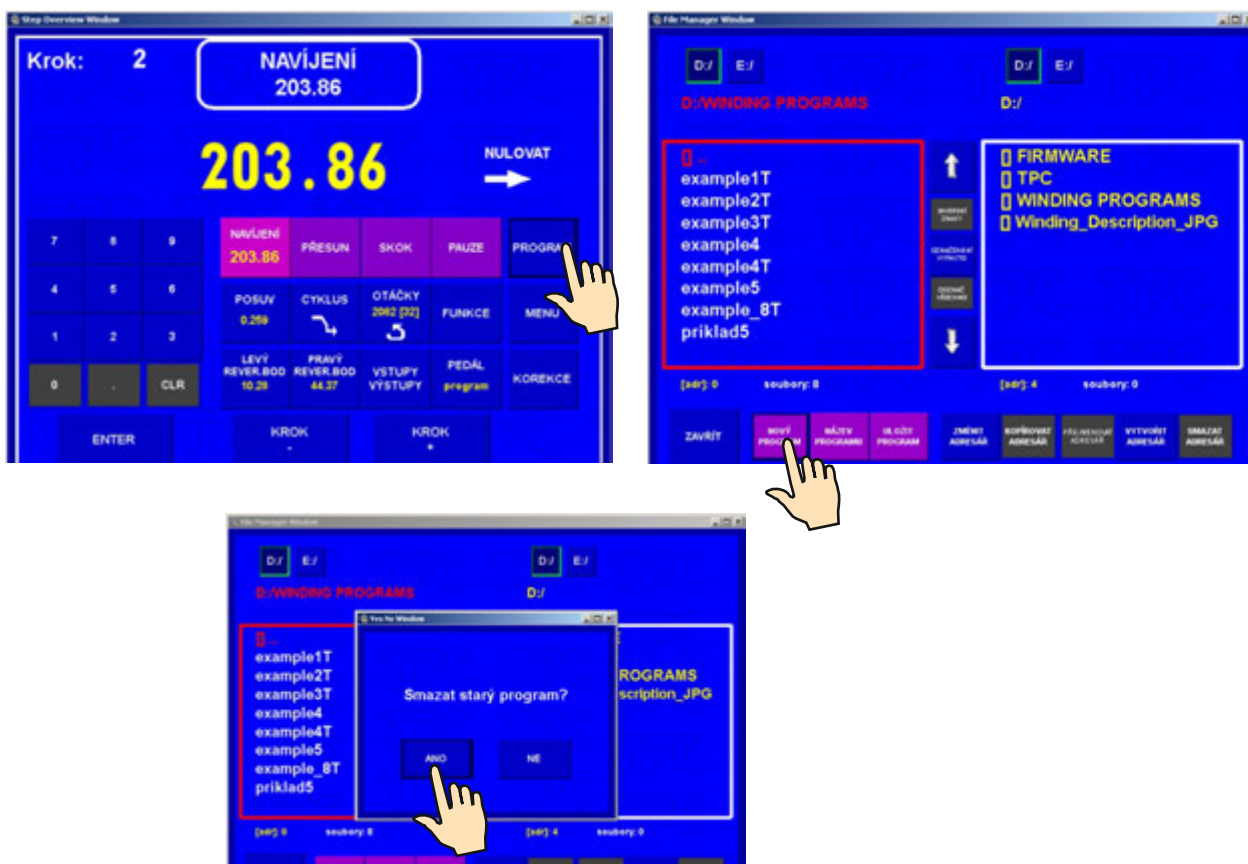 Step Overview Window
Krok: 2
NAVÍJENÍ
203.86
203.86
NULOVAT
7 8 9
4 5 6
1 2 3
0 . CLR
ENTER
NAVÍJENÍ
203.86
PŘESUN
SKOK
PAUZE
PROGRAM
POSUV
0.259
CYKLUS
OTÁČKY
2082 [32]
FUNKCE
MENU
LEVÝ
REVER.BOD
10.28
PRAVÝ
REVER.BOD
44.37
VSTUPY
VÝSTUPY
PEDÁL
program
KOREKCE
KROK
-
KROK
+
File Manager Window
D:/ E:/
D:/WINDING PROGRAMS
[] ..
example1T
example2T
example3T
example4
example4T
example5
example_8T
priklad5
[adr]: 0 soubory: 8
D:/ E:/
D:/
[] FIRMWARE
[] TPC
[] WINDING PROGRAMS
[] Winding_Description_JPG
[adr]: 4 soubory: 0
ZAVŘÍT
NOVÝ
PROGRAM
NÁZEV
PROGRAMU
ULOŽIT
PROGRAM
ZMĚNIT
ADRESÁŘ
KOPÍROVAT
ADRESÁŘ
PŘEJMENOVAT
ADRESÁŘ
VYTVOŘIT
ADRESÁŘ
SMAZAT
ADRESÁŘ
File Manager Window
D:/ E:/
D:/WINDING PROGRAMS
D:/ E:/
D:/
[] ..
example1T
example2T
example3T
example4
example4T
example5
example_8T
priklad5
Yes No Window
Smazat starý program?
ANO
NE
ROGRAMS
scription_JPG
[adr]: 0 soubory: 8
[adr]: 4 soubory: 0